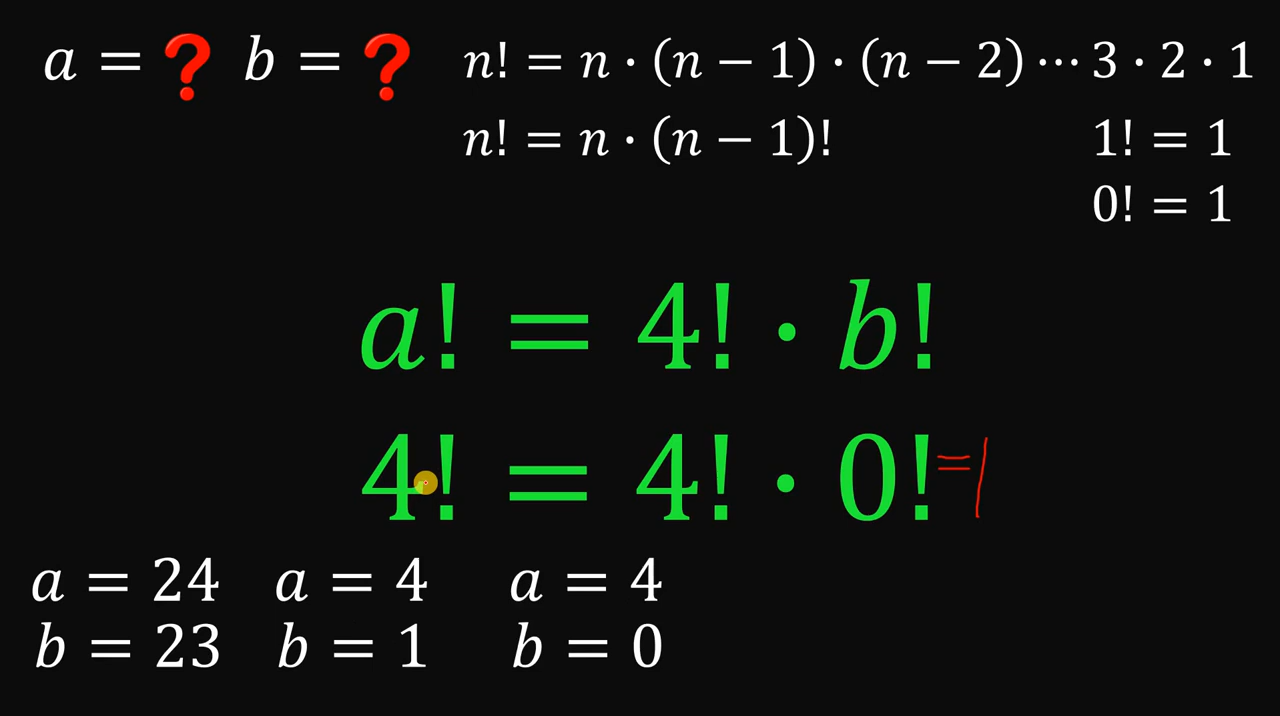 a = ❓ b = ❓ n! = n · (n − 1) · (n − 2) ⋯ 3 · 2 · 1
n! = n · (n − 1)! 1! = 1
0! = 1
a! = 4! · b!
4! = 4! · 0! = 1
a = 24 a = 4 a = 4
b = 23 b = 1 b = 0